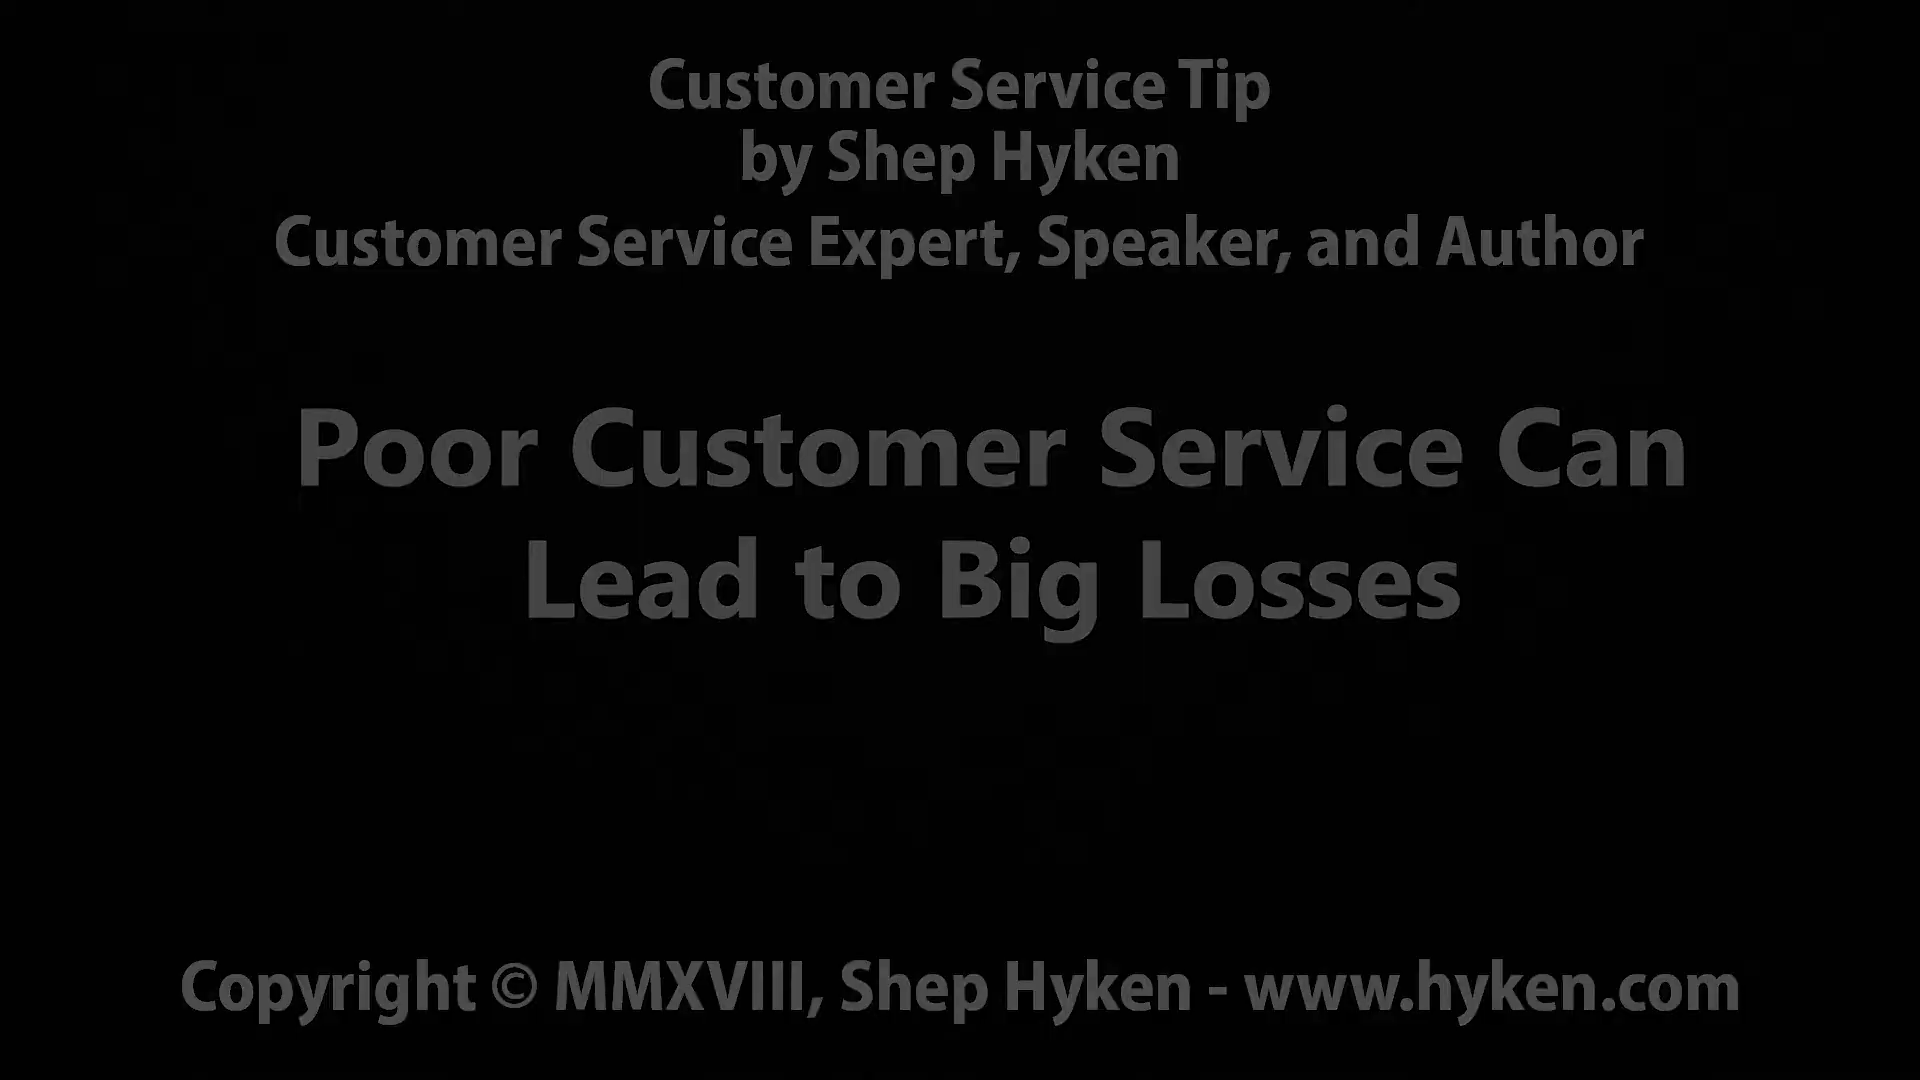 Customer Service Tip
by Shep Hyken
Customer Service Expert, Speaker, and Author
Poor Customer Service Can
Lead to Big Losses
Copyright © MMXVIII, Shep Hyken - www.hyken.com